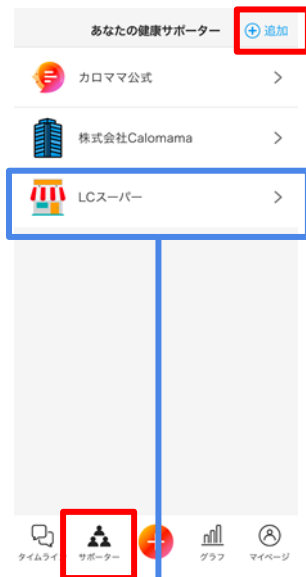 あなたの健康サポーター
追加
カロママ公式
株式会社Calomama
LCスーパー
タイムライ
サポーター
グラフ
マイページ